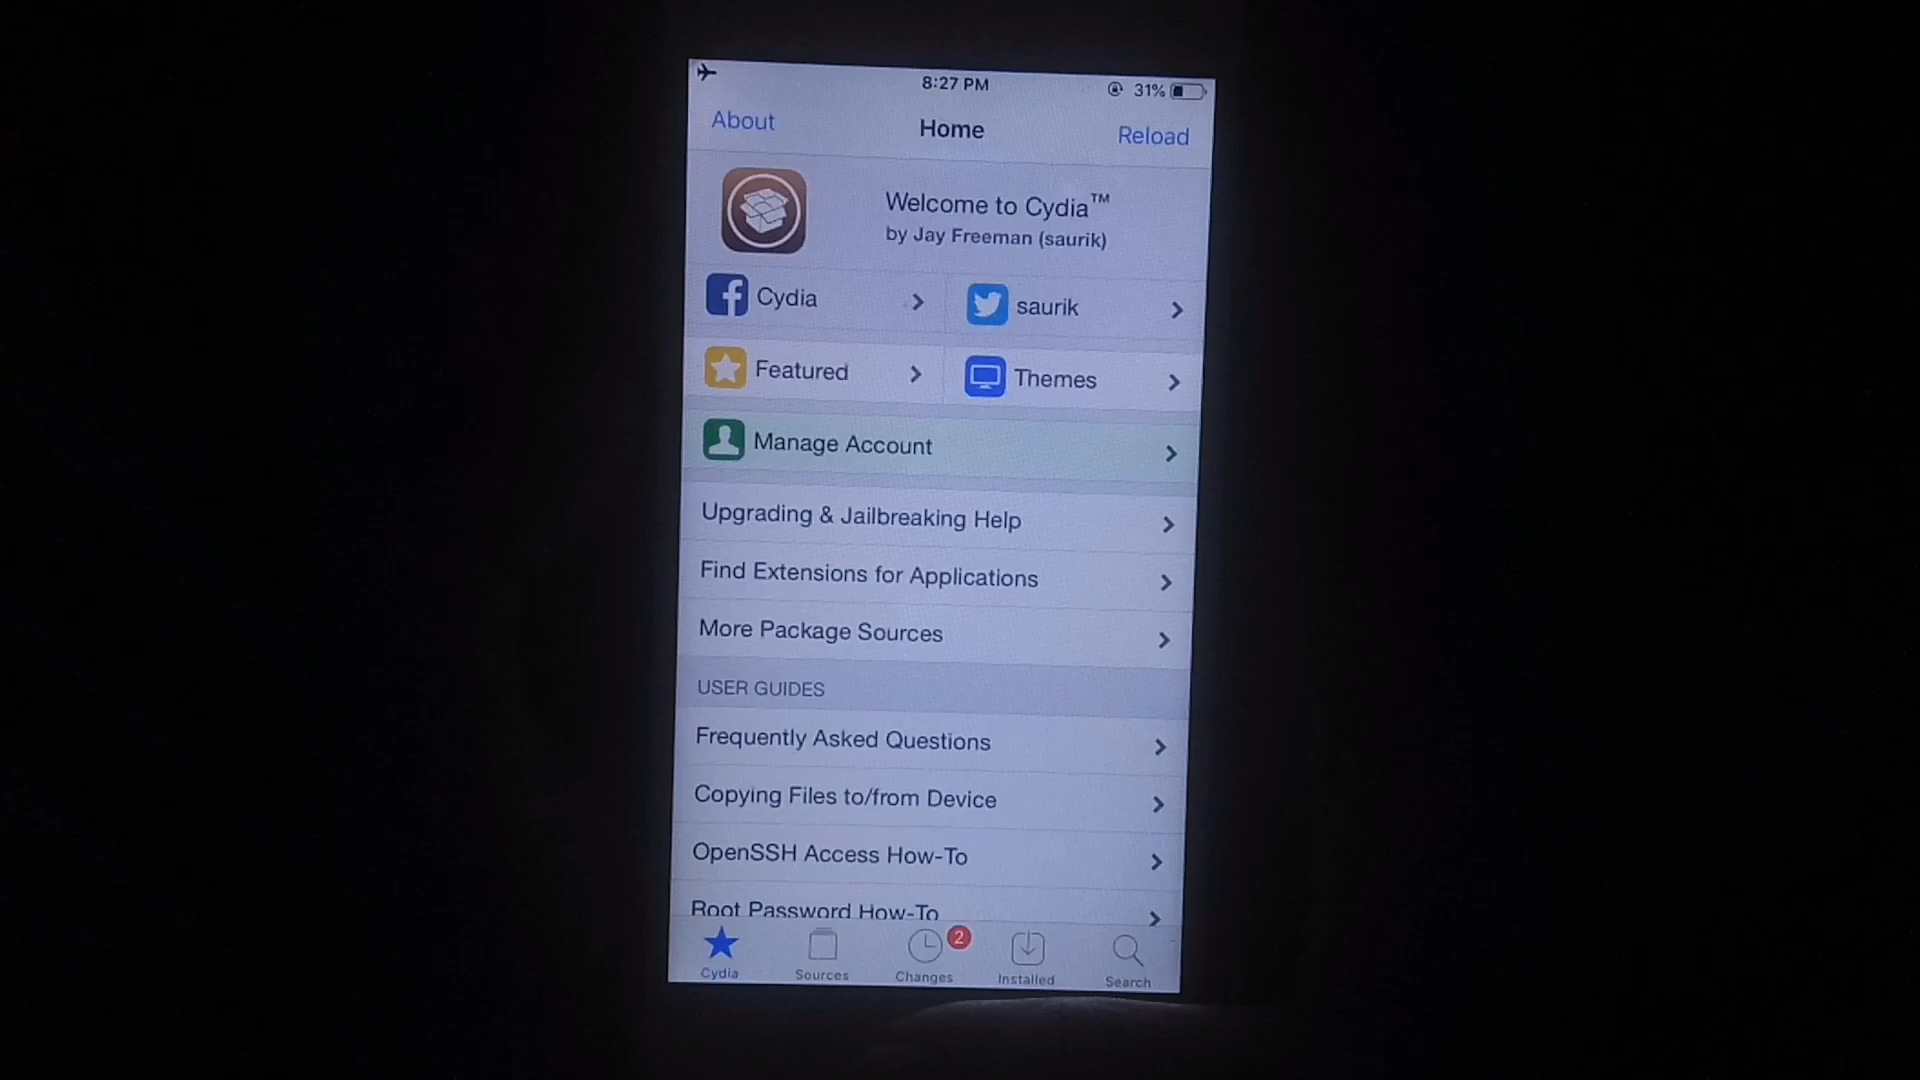 8:27 PM
31%
About
Home
Reload
Welcome to Cydia™
by Jay Freeman (saurik)
Cydia
saurik
Featured
Themes
Manage Account
Upgrading & Jailbreaking Help
Find Extensions for Applications
More Package Sources
USER GUIDES
Frequently Asked Questions
Copying Files to/from Device
OpenSSH Access How-To
Root Password How-To
2
Cydia
Sources
Changes
Installed
Search